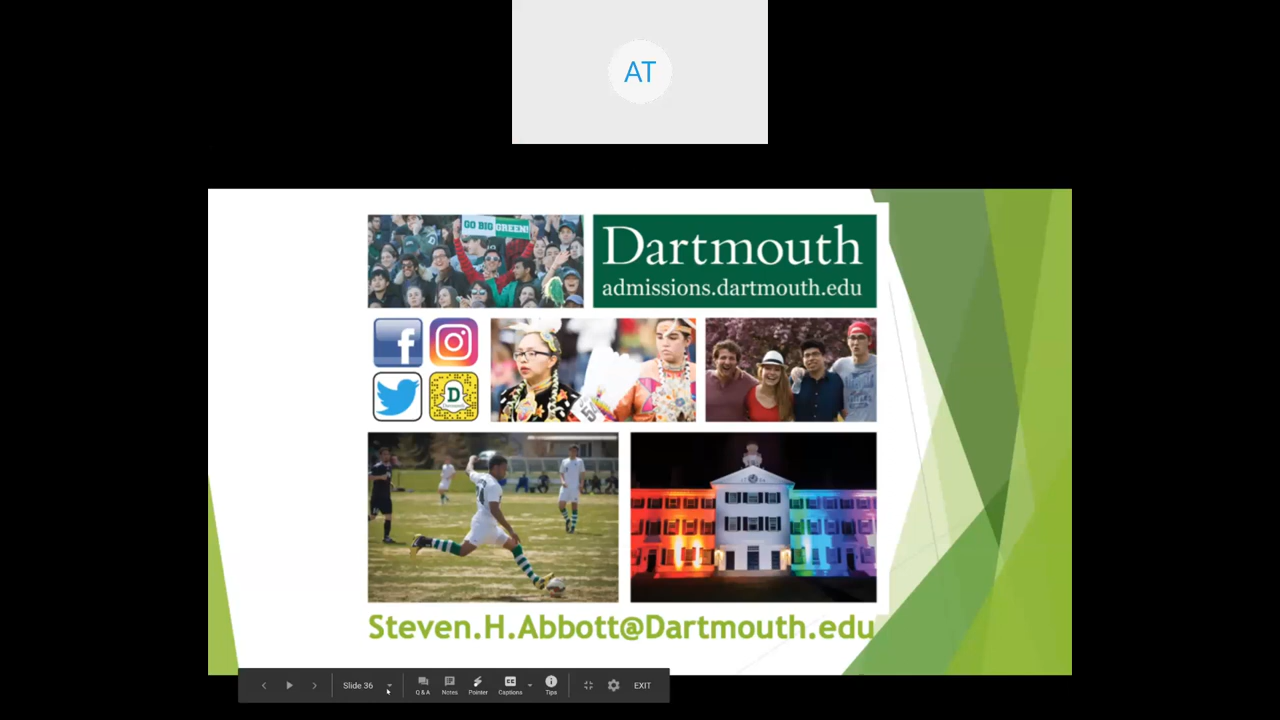 AT
GO BIG GREEN!
Dartmouth
admissions.dartmouth.edu
Steven.H.Abbott@Dartmouth.edu
Slide 36
Q & A
Notes
Pointer
Captions
Tips
EXIT